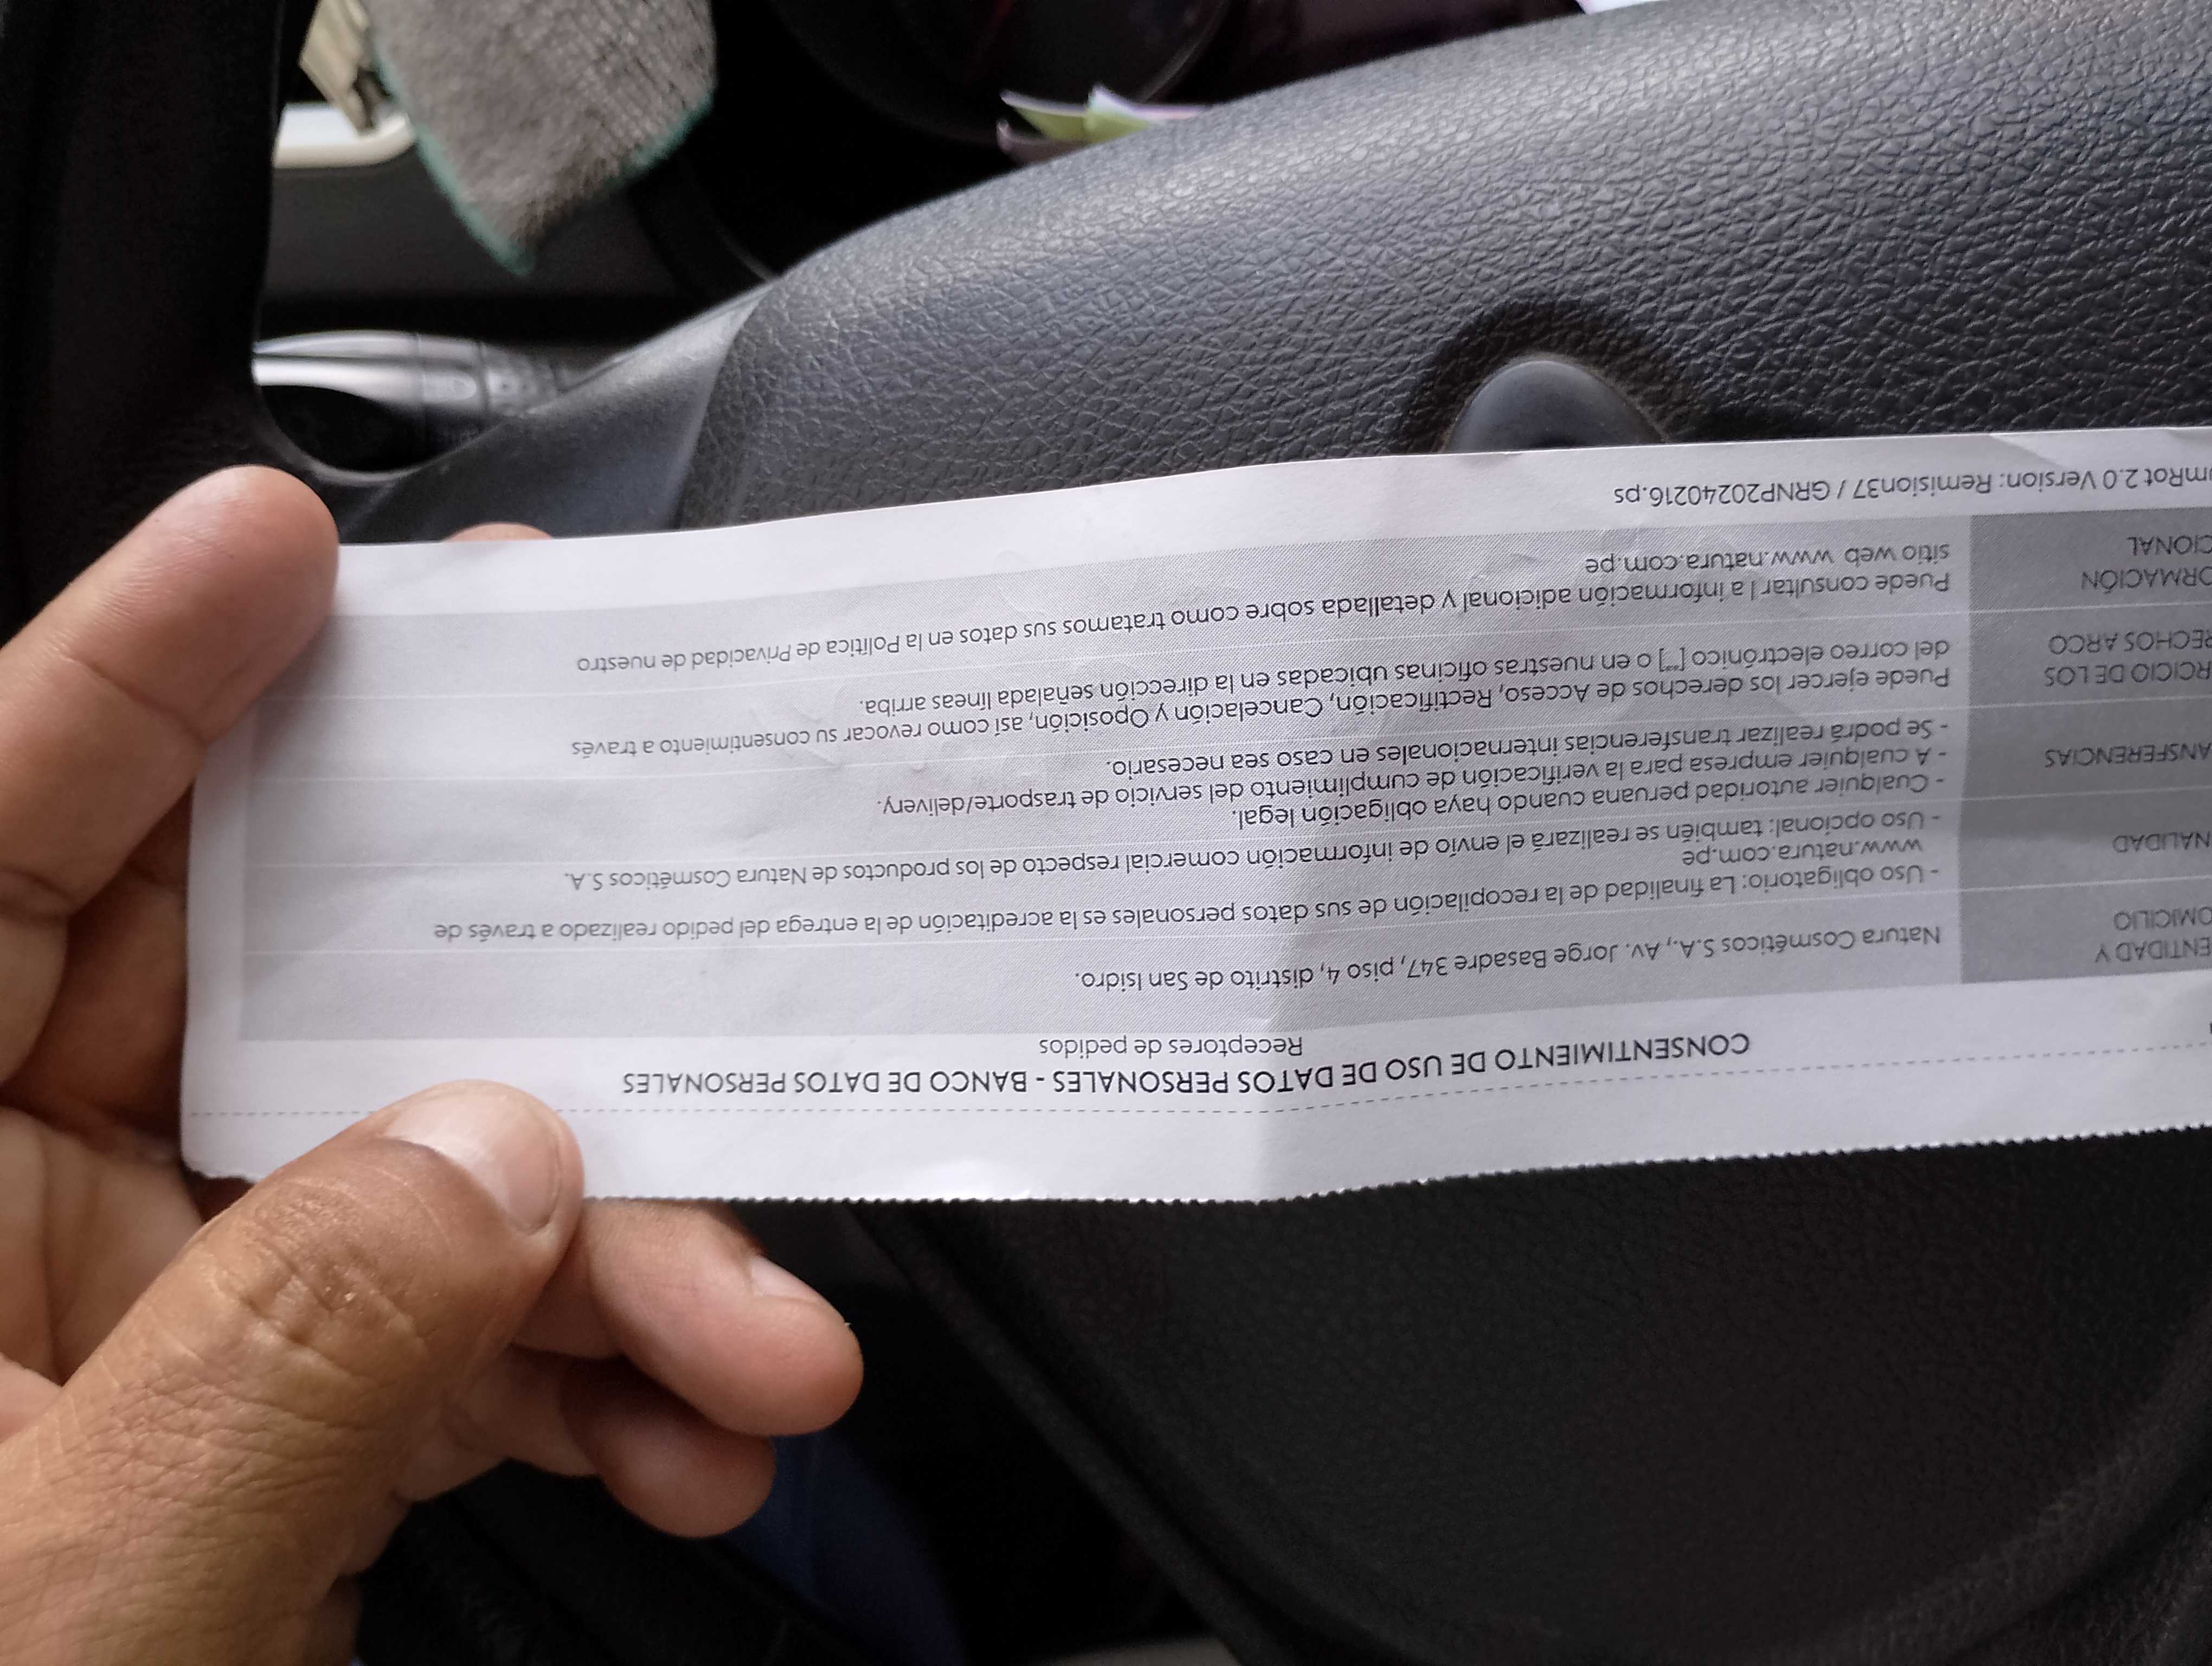 CONSENTIMIENTO DE USO DE DATOS PERSONALES - BANCO DE DATOS PERSONALES
Receptores de pedidos
ENTIDAD Y
OMICILIO
Natura Cosméticos S.A., Av. Jorge Basadre 347, piso 4, distrito de San Isidro.
NALIDAD
- Uso obligatorio: La finalidad de la recopilación de sus datos personales es la acreditación de la entrega del pedido realizado a través de
www.natura.com.pe
- Uso opcional: también se realizará el envío de información comercial respecto de los productos de Natura Cosméticos S.A.
ANSFERENCIAS
- Cualquier autoridad peruana cuando haya obligación legal.
- A cualquier empresa para la verificación de cumplimiento del servicio de trasporte/delivery.
- Se podrá realizar transferencias internacionales en caso sea necesario.
RCICIO DE LOS
RECHOS ARCO
Puede ejercer los derechos de Acceso, Rectificación, Cancelación y Oposición, así como revocar su consentimiento a través
del correo electrónico [**] o en nuestras oficinas ubicadas en la dirección señalada líneas arriba.
ORMACIÓN
CIONAL
Puede consultar l a información adicional y detallada sobre como tratamos sus datos en la Política de Privacidad de nuestro
sitio web www.natura.com.pe
mRot 2.0 Version: Remision37 / GRNP20240216.ps